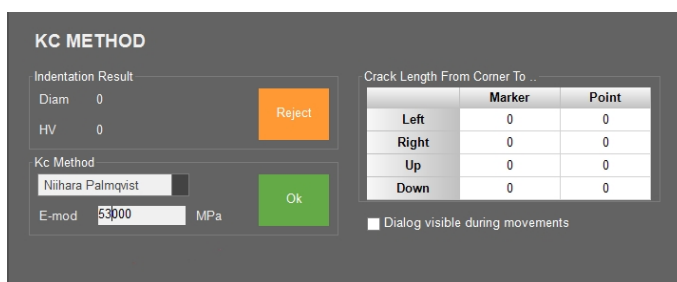 KC METHOD
Indentation Result
Diam 0
HV 0
Reject
Kc Method
Niihara Palmqvist
E-mod 53000 MPa
Ok
Crack Length From Corner To ..
Marker Point
Left 0 0
Right 0 0
Up 0 0
Down 0 0
Dialog visible during movements